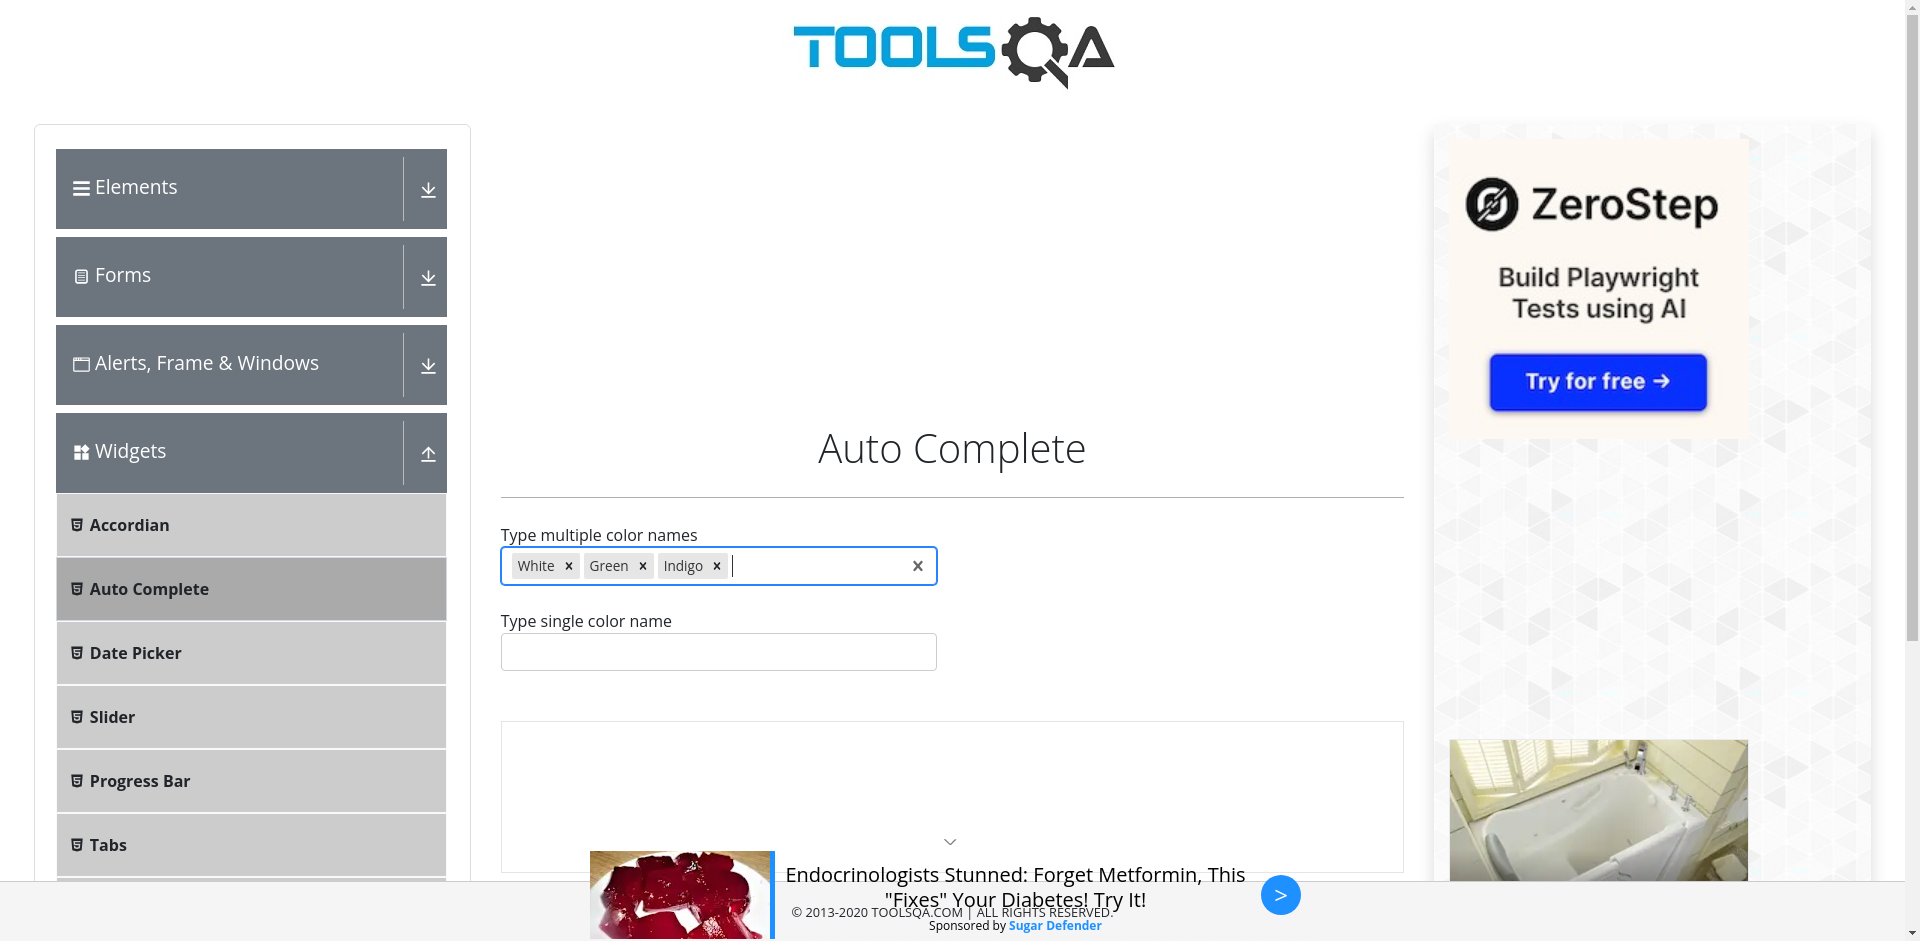 TOOLSQA
Elements
Forms
Alerts, Frame & Windows
Widgets
Accordian
Auto Complete
Date Picker
Slider
Progress Bar
Tabs
Auto Complete
Type multiple color names
White Green Indigo
Type single color name
ZeroStep
Build Playwright
Tests using AI
Try for free →
Endocrinologists Stunned: Forget Metformin, This
"Fixes" Your Diabetes! Try It!
© 2013-2020 TOOLSQA.COM | ALL RIGHTS RESERVED.
Sponsored by Sugar Defender